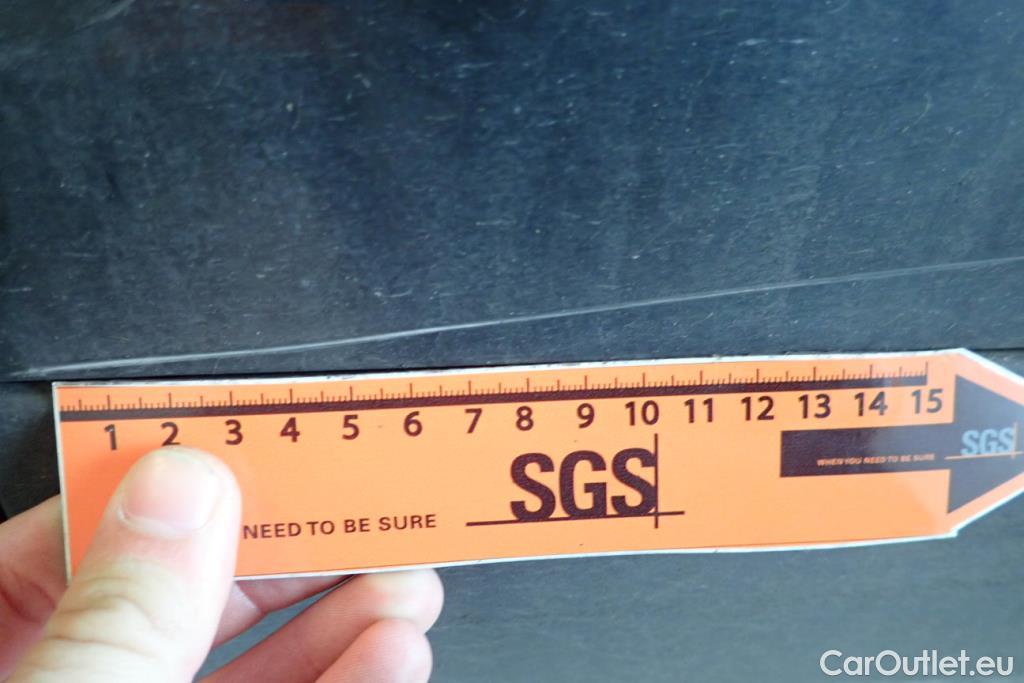 1 2 3 4 5 6 7 8 9 10 11 12 13 14 15
SGS
WHEN YOU NEED TO BE SURE
SGS
NEED TO BE SURE
CarOutlet.eu